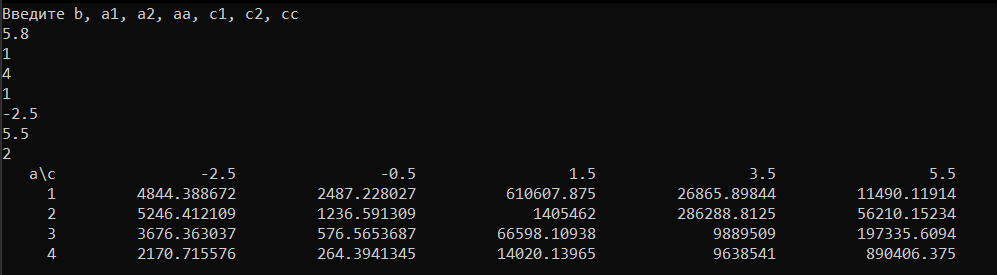 Введите b, a1, a2, aa, c1, c2, cc
5.8
1
4
1
-2.5
5.5
2
a\c -2.5 -0.5 1.5 3.5 5.5
1 4844.388672 2487.228027 610607.875 26865.89844 11490.11914
2 5246.412109 1236.591309 1405462 286288.8125 56210.15234
3 3676.363037 576.5653687 66598.10938 9889509 197335.6094
4 2170.715576 264.3941345 14020.13965 9638541 890406.375